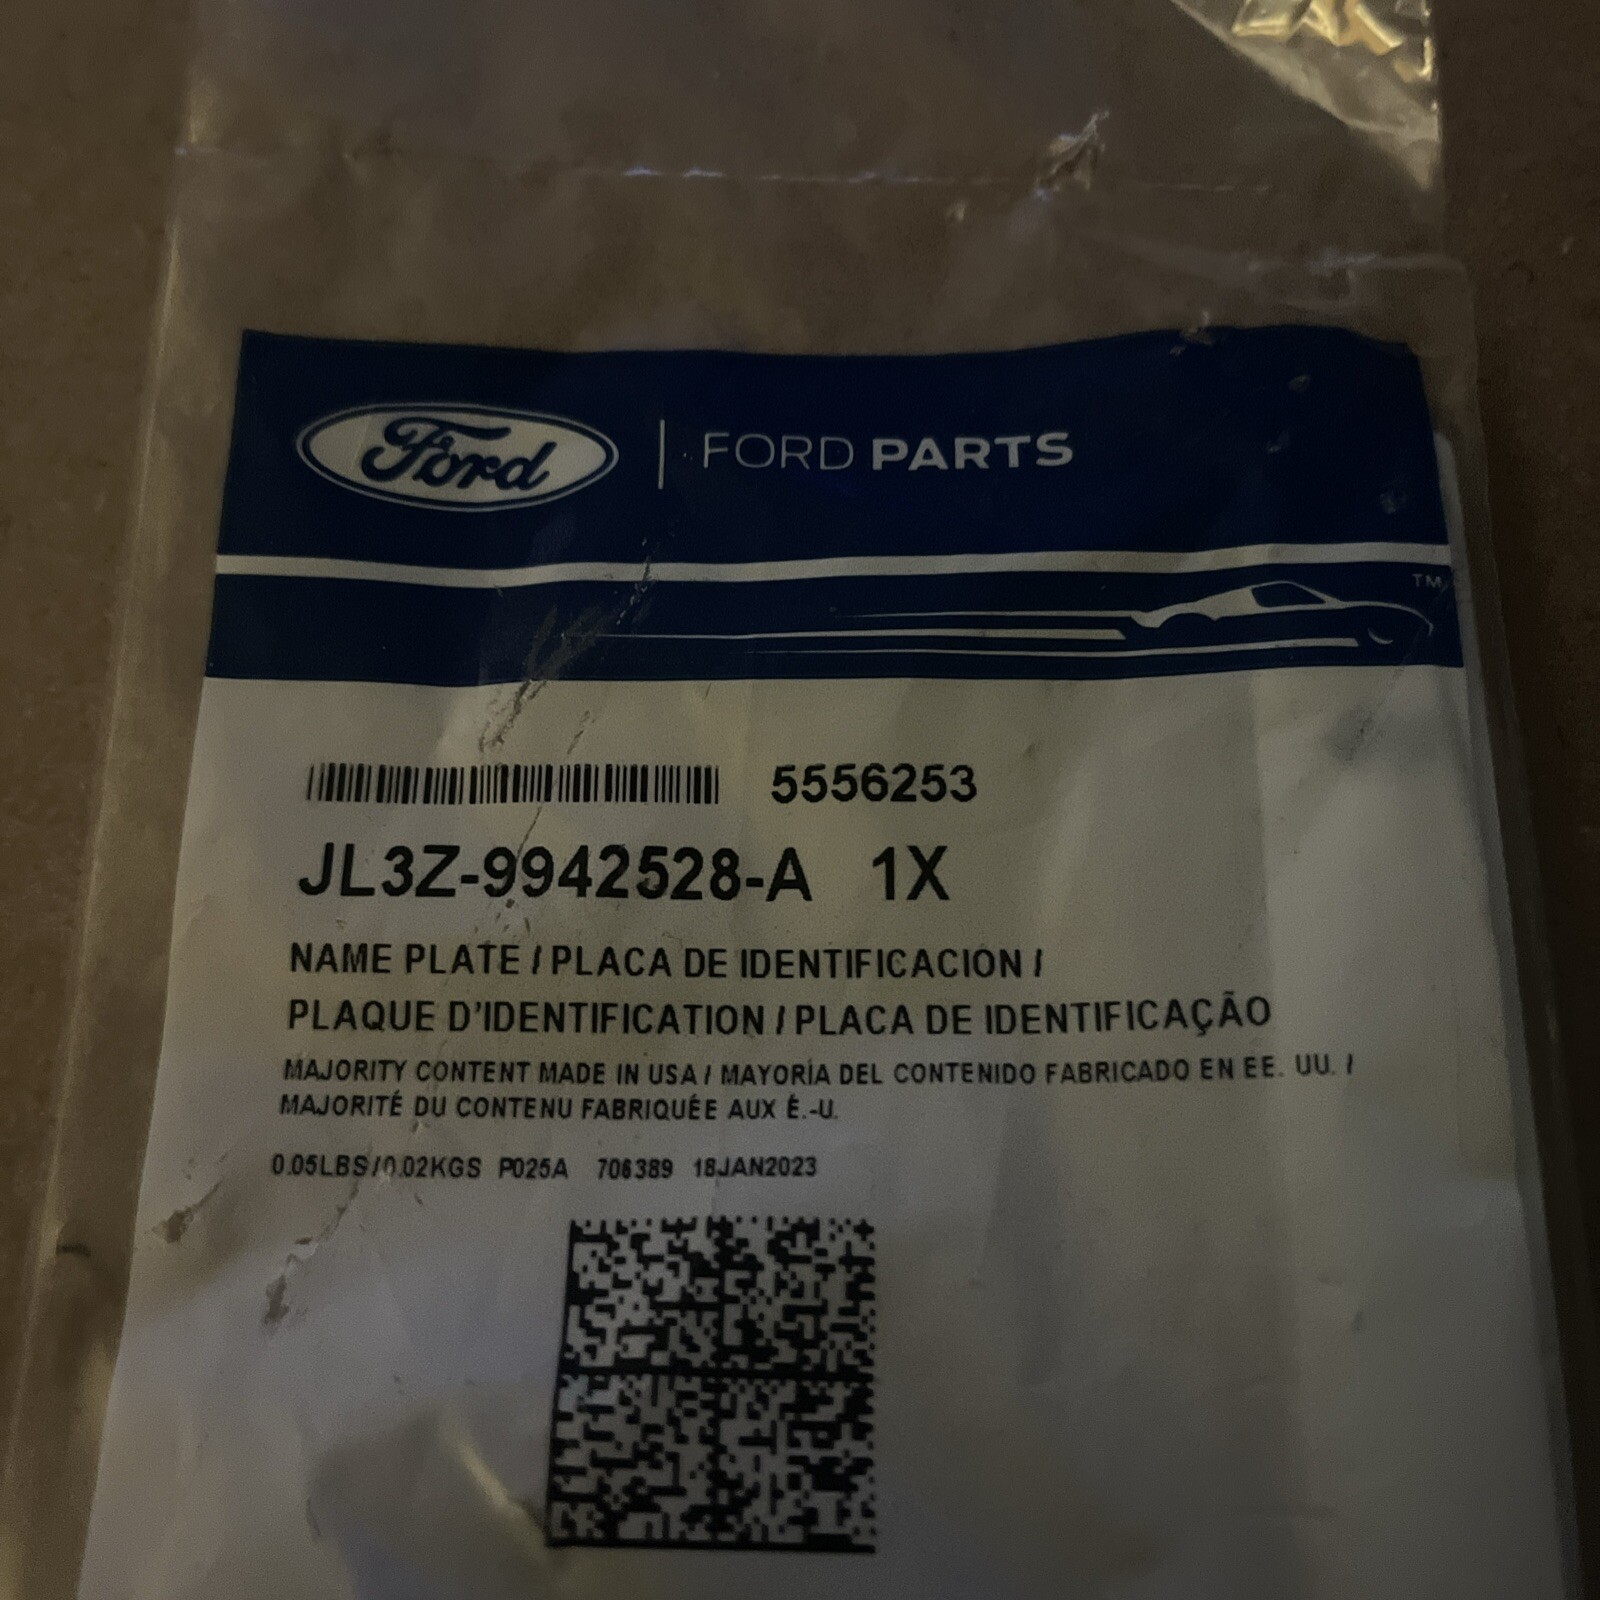 Ford | FORD PARTS
TM
5556253
JL3Z-9942528-A 1X
NAME PLATE / PLACA DE IDENTIFICACION /
PLAQUE D'IDENTIFICATION / PLACA DE IDENTIFICAÇÃO
MAJORITY CONTENT MADE IN USA / MAYORÍA DEL CONTENIDO FABRICADO EN EE. UU. /
MAJORITÉ DU CONTENU FABRIQUÉE AUX É.-U.
0.05LBS/0.02KGS P025A 706389 18JAN2023